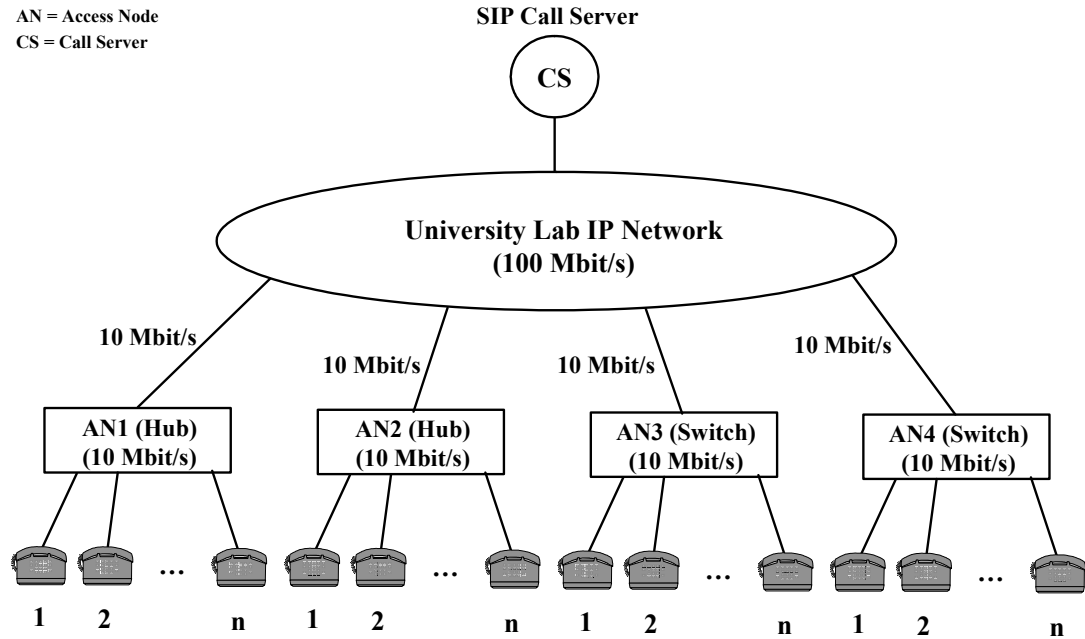 AN = Access Node
CS = Call Server
SIP Call Server
CS
University Lab IP Network
(100 Mbit/s)
10 Mbit/s
10 Mbit/s
10 Mbit/s
10 Mbit/s
AN1 (Hub)
(10 Mbit/s)
AN2 (Hub)
(10 Mbit/s)
AN3 (Switch)
(10 Mbit/s)
AN4 (Switch)
(10 Mbit/s)
... ... ... ...
1 2 n 1 2 n 1 2 n 1 2 n